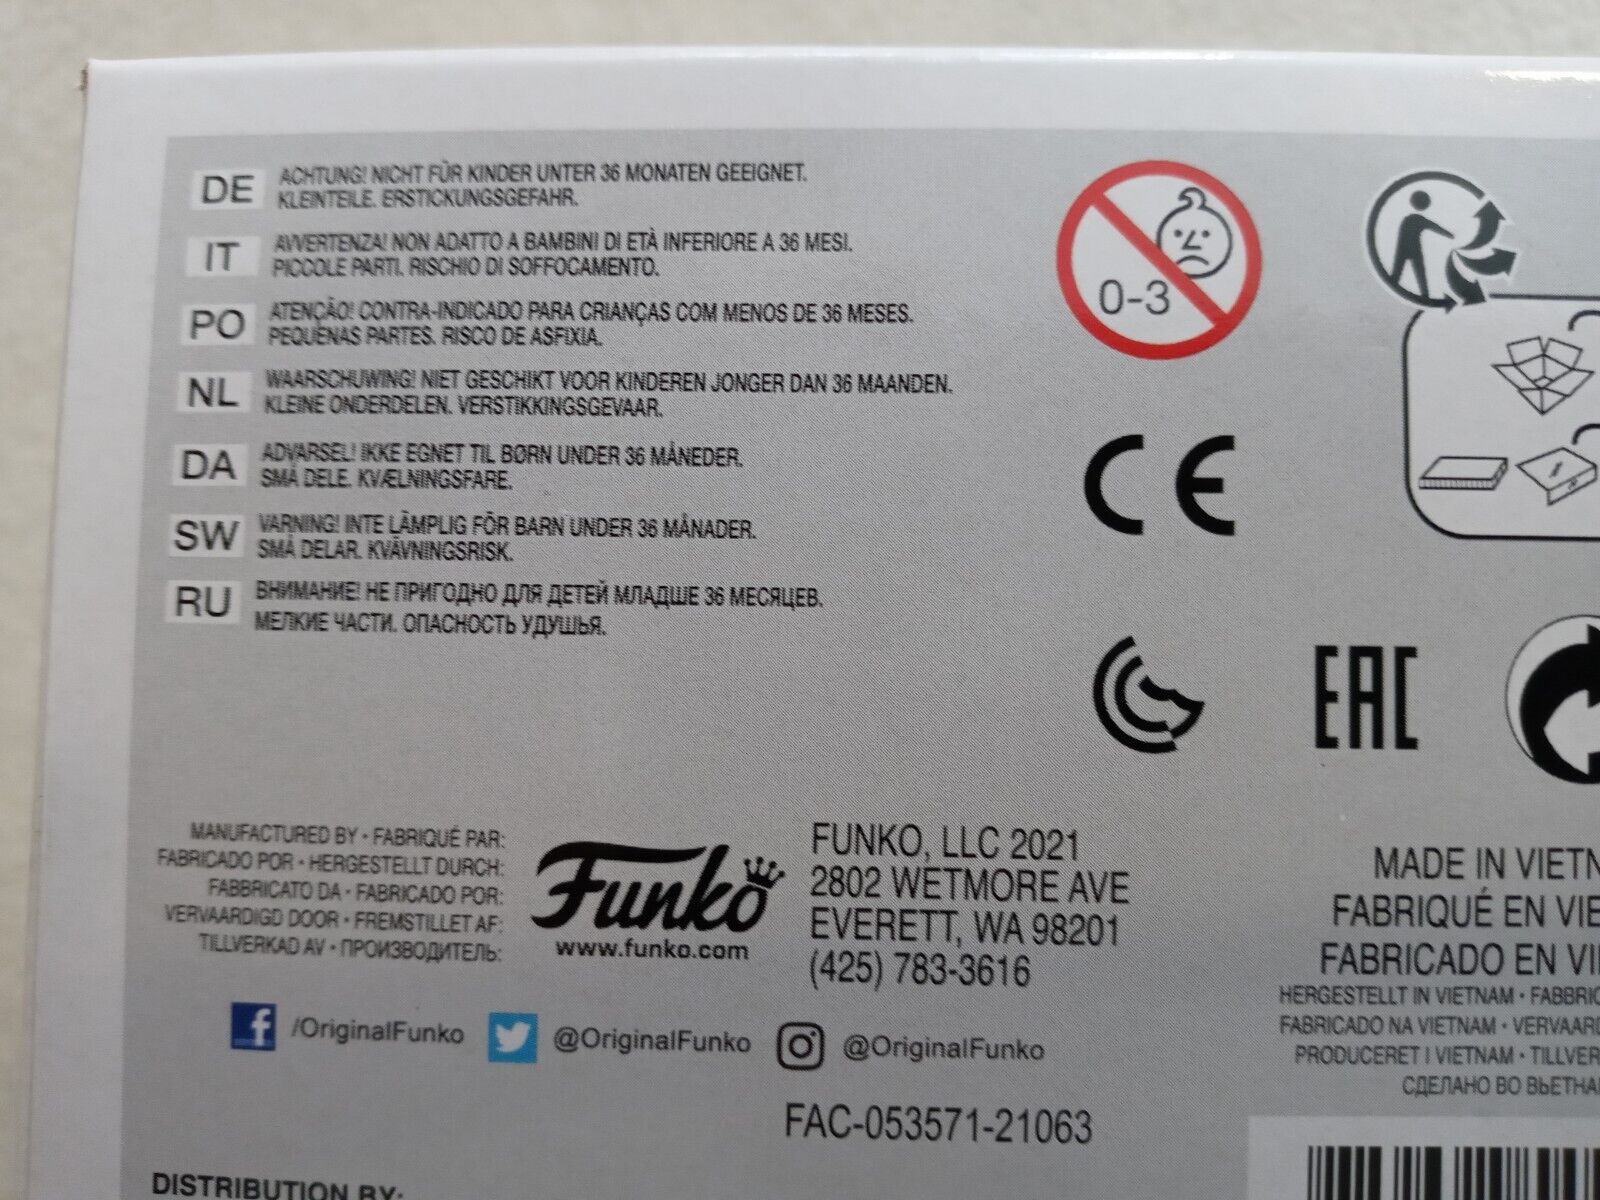 DE ACHTUNG! NICHT FÜR KINDER UNTER 36 MONATEN GEEIGNET.
KLEINTEILE. ERSTICKUNGSGEFAHR.
IT AVVERTENZA! NON ADATTO A BAMBINI DI ETÀ INFERIORE A 36 MESI.
PICCOLE PARTI. RISCHIO DI SOFFOCAMENTO.
PO ATENÇÃO! CONTRA-INDICADO PARA CRIANÇAS COM MENOS DE 36 MESES.
PEQUENAS PARTES. RISCO DE ASFIXIA.
NL WAARSCHUWING! NIET GESCHIKT VOOR KINDEREN JONGER DAN 36 MAANDEN.
KLEINE ONDERDELEN. VERSTIKKINGSGEVAAR.
DA ADVARSEL! IKKE EGNET TIL BØRN UNDER 36 MÅNEDER.
SMÅ DELE. KVÆLNINGSFARE.
SW VARNING! INTE LÄMPLIG FÖR BARN UNDER 36 MÅNADER.
SMÅ DELAR. KVÄVNINGSRISK.
RU ВНИМАНИЕ! НЕ ПРИГОДНО ДЛЯ ДЕТЕЙ МЛАДШЕ 36 МЕСЯЦЕВ.
МЕЛКИЕ ЧАСТИ. ОПАСНОСТЬ УДУШЬЯ.
0-3
CE
EAC
MANUFACTURED BY • FABRIQUÉ PAR:
FABRICADO POR • HERGESTELLT DURCH:
FABBRICATO DA • FABRICADO POR:
VERVAARDIGD DOOR • FREMSTILLET AF:
TILLVERKAD AV • ПРОИЗВОДИТЕЛЬ:
Funko
www.funko.com
FUNKO, LLC 2021
2802 WETMORE AVE
EVERETT, WA 98201
(425) 783-3616
/OriginalFunko @OriginalFunko @OriginalFunko
FAC-053571-21063
MADE IN VIETN
FABRIQUÉ EN VIE
FABRICADO EN VI
HERGESTELLT IN VIETNAM • FABBRIC
FABRICADO NA VIETNAM • VERVAARD
PRODUCERET I VIETNAM • TILLVER
СДЕЛАНО ВО ВЬЕТНА
DISTRIBUTION BY: